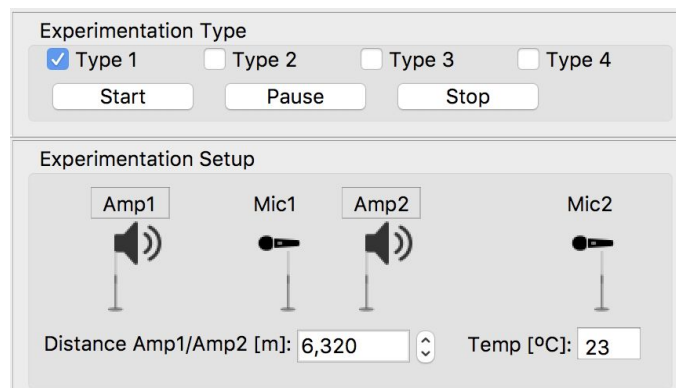 Experimentation Type
Type 1 Type 2 Type 3 Type 4
Start Pause Stop
Experimentation Setup
Amp1 Mic1 Amp2 Mic2
Distance Amp1/Amp2 [m]: 6,320 Temp [ºC]: 23